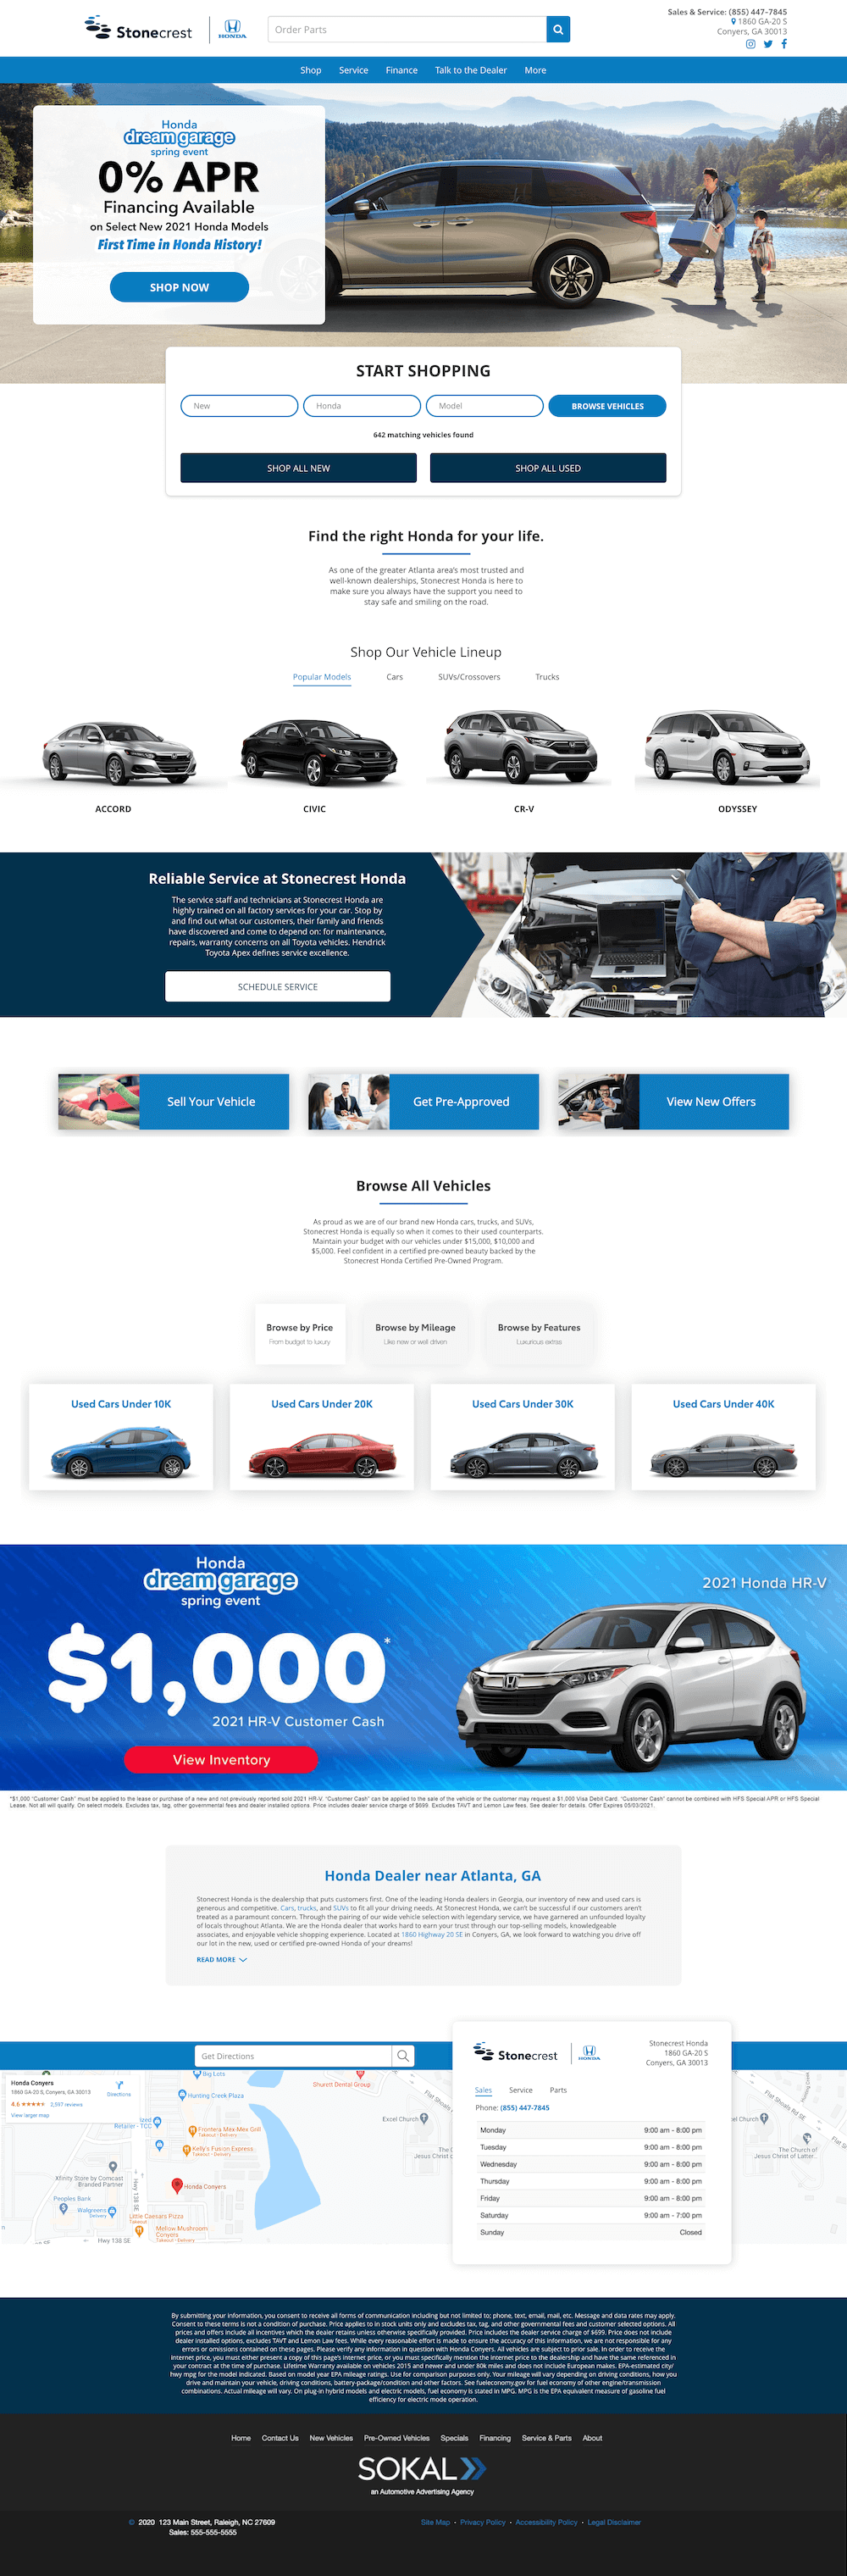 Stonecrest
HONDA
Order Parts
Sales & Service: (855) 447-7845
1860 GA-20 S
Conyers, GA 30013
Shop Service Finance Talk to the Dealer More
Honda
dream garage
spring event
0% APR
Financing Available
on Select New 2021 Honda Models
First Time in Honda History!
SHOP NOW
START SHOPPING
New Honda Model BROWSE VEHICLES
642 matching vehicles found
SHOP ALL NEW SHOP ALL USED
Find the right Honda for your life.
As one of the greater Atlanta area's most trusted and
well-known dealerships, Stonecrest Honda is here to
make sure you always have the support you need to
stay safe and smiling on the road.
Shop Our Vehicle Lineup
Popular Models Cars SUVs/Crossovers Trucks
ACCORD CIVIC CR-V ODYSSEY
Reliable Service at Stonecrest Honda
The service staff and technicians at Stonecrest Honda are
highly trained on all factory services for your car. Stop by
and find out what our customers, their family and friends
have discovered and come to depend on: for maintenance,
repairs, warranty concerns on all Toyota vehicles. Hendrick
Toyota Apex defines service excellence.
SCHEDULE SERVICE
Sell Your Vehicle Get Pre-Approved View New Offers
Browse All Vehicles
As proud as we are of our brand new Honda cars, trucks, and SUVs,
Stonecrest Honda is equally so when it comes to their used counterparts.
Maintain your budget with our vehicles under $15,000, $10,000 and
$5,000. Feel confident in a certified pre-owned beauty backed by the
Stonecrest Honda Certified Pre-Owned Program.
Browse by Price Browse by Mileage Browse by Features
From budget to luxury Like new or well driven Luxurious extras
Used Cars Under 10K Used Cars Under 20K Used Cars Under 30K Used Cars Under 40K
Honda
dream garage
spring event
2021 Honda HR-V
$1,000*
2021 HR-V Customer Cash
View Inventory
*$1,000 "Customer Cash" must be applied to the lease or purchase of a new and not previously reported sold 2021 HR-V. "Customer Cash" can be applied to the sale of the vehicle or the customer may request a $1,000 Visa Debit Card. "Customer Cash" cannot be combined with HFS Special APR or HFS Special
Lease. Not all will qualify. On select models. Excludes tax, tag, other governmental fees and dealer installed options. Price includes dealer service charge of $699. Excludes TAVT and Lemon Law fees. See dealer for details. Offer Expires 05/03/2021.
Honda Dealer near Atlanta, GA
Stonecrest Honda is the dealership that puts customers first. One of the leading Honda dealers in Georgia, our inventory of new and used cars is
generous and competitive. Cars, trucks, and SUVs to fit all your driving needs. At Stonecrest Honda, we can't be successful if our customers aren't
treated as a paramount concern. Through the pairing of our wide vehicle selection with legendary service, we have garnered an unfounded loyalty
of locals throughout Atlanta. We are the Honda dealer that works hard to earn your trust through our top-selling models, knowledgeable
associates, and enjoyable vehicle shopping experience. Located at 1860 Highway 20 SE in Conyers, GA, we look forward to watching you drive off
our lot in the new, used or certified pre-owned Honda of your dreams!
READ MORE
Get Directions
Stonecrest
HONDA
Stonecrest Honda
1860 GA-20 S
Conyers, GA 30013
Sales Service Parts
Phone: (855) 447-7845
Monday 9:00 am - 8:00 pm
Tuesday 9:00 am - 8:00 pm
Wednesday 9:00 am - 8:00 pm
Thursday 9:00 am - 8:00 pm
Friday 9:00 am - 8:00 pm
Saturday 9:00 am - 7:00 pm
Sunday Closed
Honda Conyers
1860 GA-20 S, Conyers, GA 30013
Directions
4.6 2,597 reviews
View larger map
Big Lots
Shurett Dental Group
Hunting Creek Plaza
Retailer - TCC
Frontera Mex-Mex Grill
Takeout · Delivery
Kelly's Fusion Express
Takeout · Delivery
Xfinity Store by Comcast
Branded Partner
Honda Conyers
Hwy 138 SE
Peoples Bank
Walgreens
Delivery
Little Caesars Pizza
Takeout
Mellow Mushroom
Conyers
Takeout · Delivery
Hwy 138 SE
Excel Church
Flat Shoals
The C
Jesus Christ o
el Church
Flat Shoals Rd SE
The Church of
Jesus Christ of Latter...
Flat S
By submitting your information, you consent to receive all forms of communication including but not limited to; phone, text, email, mail, etc. Message and data rates may apply.
Consent to these terms is not a condition of purchase. Price applies to in stock units only and excludes tax, tag, and other governmental fees and customer selected options. All
prices and offers include all incentives which the dealer retains unless otherwise specifically provided. Price includes the dealer service charge of $699. Price does not include
dealer installed options, excludes TAVT and Lemon Law fees. While every reasonable effort is made to ensure the accuracy of this information, we are not responsible for any
errors or omissions contained on these pages. Please verify any information in question with Honda Conyers. All vehicles are subject to prior sale. In order to get the
internet price, you must either present a copy of this page's internet price, or you must specifically mention the internet price to the dealership and have the same referenced in
your contract at the time of purchase. Lifetime Warranty available on vehicles 2015 and newer and under 80k miles and does not include European makes. EPA-estimated city/
hwy mpg for the model indicated. Based on model year EPA mileage ratings. Use for comparison purposes only. Your mileage will vary depending on driving conditions, how you
drive and maintain your vehicle, driving conditions, battery-package/condition and other factors. See fueleconomy.gov for fuel economy of other engine/transmission
combinations. Actual mileage will vary. On plug-in hybrid models and electric models, fuel economy is stated in MPG. MPG is the EPA equivalent measure of gasoline fuel
efficiency for electric mode operation.
Home Contact Us New Vehicles Pre-Owned Vehicles Specials Financing Service & Parts About
SOKAL
an Automotive Advertising Agency
© 2020 123 Main Street, Raleigh, NC 27609
Sales: 555-555-5555
Site Map · Privacy Policy · Accessibility Policy · Legal Disclaimer